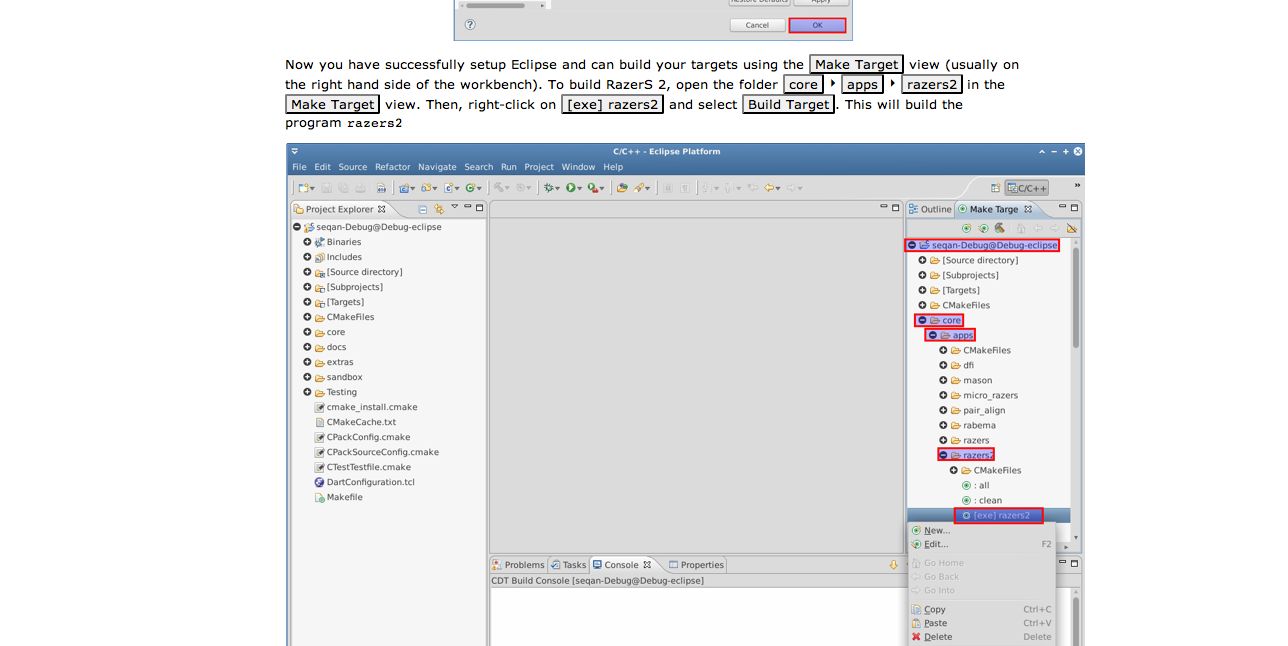 Restore Defaults Apply
? Cancel OK
Now you have successfully setup Eclipse and can build your targets using the Make Target view (usually on
the right hand side of the workbench). To build RazerS 2, open the folder core ‣ apps ‣ razers2 in the
Make Target view. Then, right-click on [exe] razers2 and select Build Target. This will build the
program razers2
C/C++ - Eclipse Platform
File Edit Source Refactor Navigate Search Run Project Window Help
C/C++ »
Project Explorer
seqan-Debug@Debug-eclipse
Binaries
Includes
[Source directory]
[Subprojects]
[Targets]
CMakeFiles
core
docs
extras
sandbox
Testing
cmake_install.cmake
CMakeCache.txt
CPackConfig.cmake
CPackSourceConfig.cmake
CTestTestfile.cmake
DartConfiguration.tcl
Makefile
Outline Make Targe
seqan-Debug@Debug-eclipse
[Source directory]
[Subprojects]
[Targets]
CMakeFiles
core
apps
CMakeFiles
dfi
mason
micro_razers
pair_align
rabema
razers
razers2
CMakeFiles
: all
: clean
[exe] razers2
New...
Edit... F2
Go Home
Go Back
Go Into
Copy Ctrl+C
Paste Ctrl+V
Delete Delete
Problems Tasks Console Properties
CDT Build Console [seqan-Debug@Debug-eclipse]